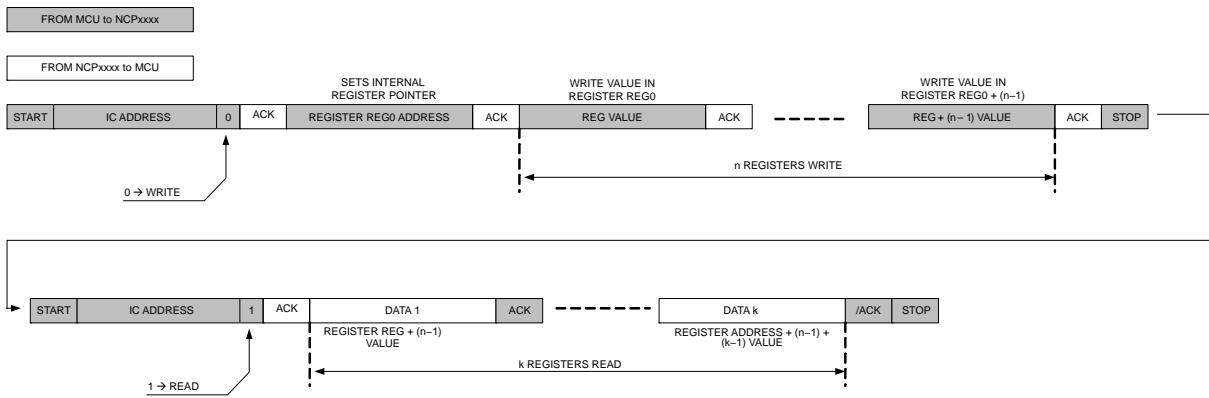 FROM MCU to NCPxxxx
FROM NCPxxxx to MCU
SETS INTERNAL
REGISTER POINTER
WRITE VALUE IN
REGISTER REG0
WRITE VALUE IN
REGISTER REG0 + (n−1)
START IC ADDRESS 0 ACK REGISTER REG0 ADDRESS ACK REG VALUE ACK REG + (n− 1) VALUE ACK STOP
n REGISTERS WRITE
0 → WRITE
START IC ADDRESS 1 ACK DATA 1 ACK DATA k /ACK STOP
REGISTER REG + (n−1)
VALUE
REGISTER ADDRESS + (n−1) +
(k−1) VALUE
k REGISTERS READ
1 → READ